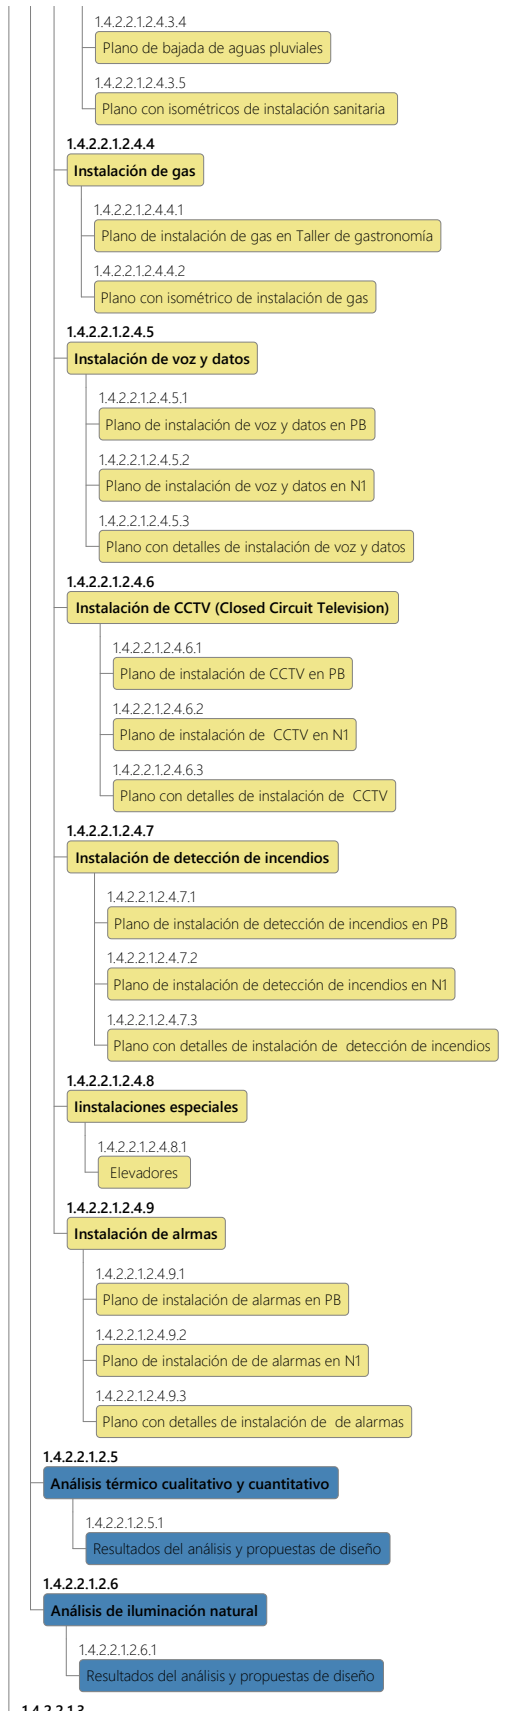 1.4.2.2.1.2.4.3.4
Plano de bajada de aguas pluviales
1.4.2.2.1.2.4.3.5
Plano con isométricos de instalación sanitaria
1.4.2.2.1.2.4.4
Instalación de gas
1.4.2.2.1.2.4.4.1
Plano de instalación de gas en Taller de gastronomía
1.4.2.2.1.2.4.4.2
Plano con isométrico de instalación de gas
1.4.2.2.1.2.4.5
Instalación de voz y datos
1.4.2.2.1.2.4.5.1
Plano de instalación de voz y datos en PB
1.4.2.2.1.2.4.5.2
Plano de instalación de voz y datos en N1
1.4.2.2.1.2.4.5.3
Plano con detalles de instalación de voz y datos
1.4.2.2.1.2.4.6
Instalación de CCTV (Closed Circuit Television)
1.4.2.2.1.2.4.6.1
Plano de instalación de CCTV en PB
1.4.2.2.1.2.4.6.2
Plano de instalación de CCTV en N1
1.4.2.2.1.2.4.6.3
Plano con detalles de instalación de CCTV
1.4.2.2.1.2.4.7
Instalación de detección de incendios
1.4.2.2.1.2.4.7.1
Plano de instalación de detección de incendios en PB
1.4.2.2.1.2.4.7.2
Plano de instalación de detección de incendios en N1
1.4.2.2.1.2.4.7.3
Plano con detalles de instalación de detección de incendios
1.4.2.2.1.2.4.8
Iinstalaciones especiales
1.4.2.2.1.2.4.8.1
Elevadores
1.4.2.2.1.2.4.9
Instalación de alrmas
1.4.2.2.1.2.4.9.1
Plano de instalación de alarmas en PB
1.4.2.2.1.2.4.9.2
Plano de instalación de de alarmas en N1
1.4.2.2.1.2.4.9.3
Plano con detalles de instalación de de alarmas
1.4.2.2.1.2.5
Análisis térmico cualitativo y cuantitativo
1.4.2.2.1.2.5.1
Resultados del análisis y propuestas de diseño
1.4.2.2.1.2.6
Análisis de iluminación natural
1.4.2.2.1.2.6.1
Resultados del análisis y propuestas de diseño
1.4.2.2.1.3